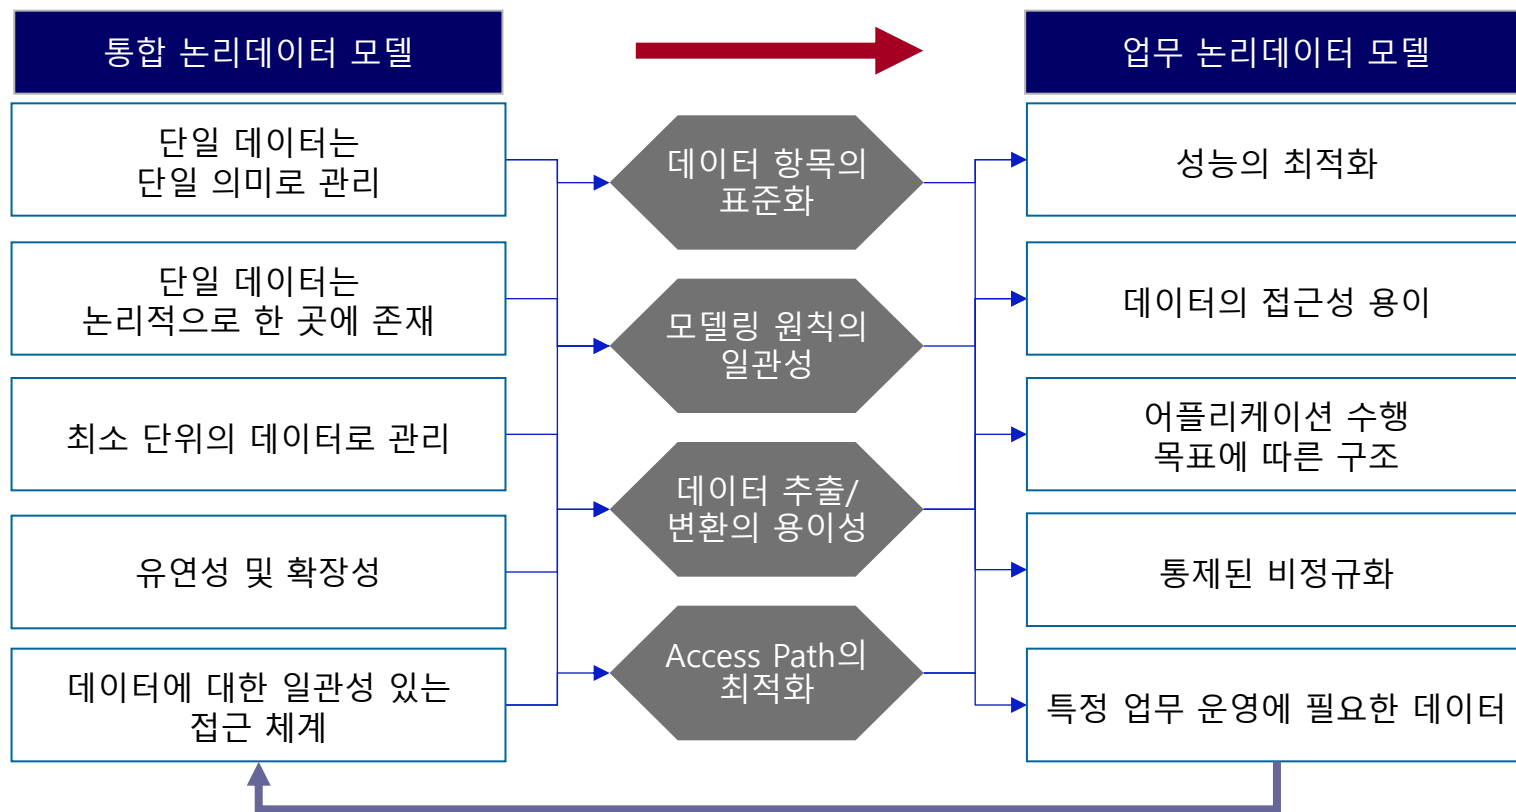 통합 논리데이터 모델
업무 논리데이터 모델
단일 데이터는
단일 의미로 관리
단일 데이터는
논리적으로 한 곳에 존재
최소 단위의 데이터로 관리
유연성 및 확장성
데이터에 대한 일관성 있는
접근 체계
데이터 항목의
표준화
모델링 원칙의
일관성
데이터 추출/
변환의 용이성
Access Path의
최적화
성능의 최적화
데이터의 접근성 용이
어플리케이션 수행
목표에 따른 구조
통제된 비정규화
특정 업무 운영에 필요한 데이터